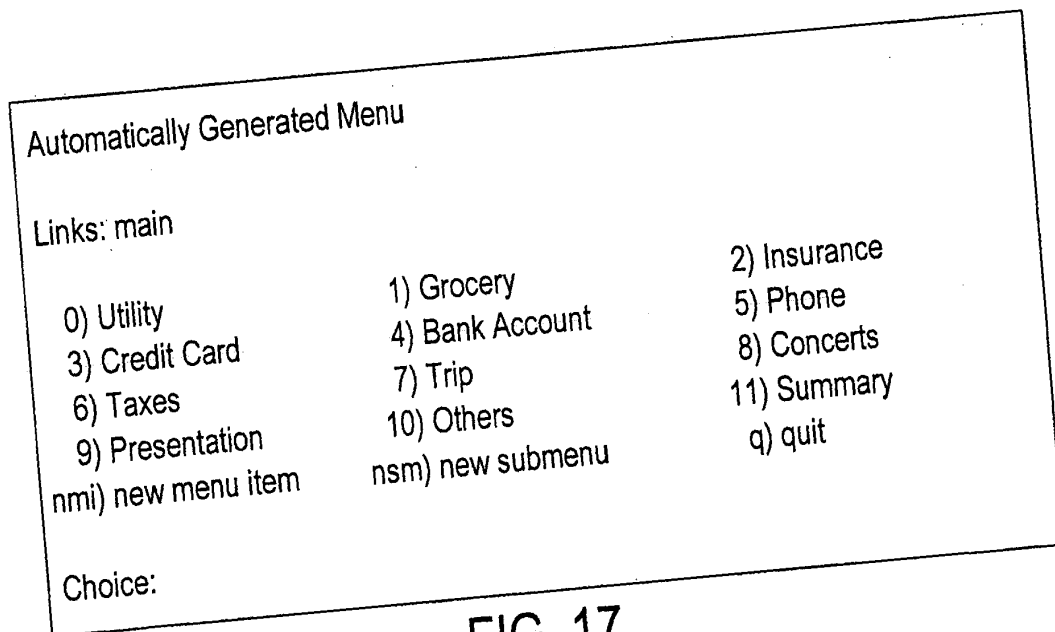 Automatically Generated Menu
Links: main
0) Utility 1) Grocery 2) Insurance
3) Credit Card 4) Bank Account 5) Phone
6) Taxes 7) Trip 8) Concerts
9) Presentation 10) Others 11) Summary
nmi) new menu item nsm) new submenu q) quit
Choice:
FIG. 17